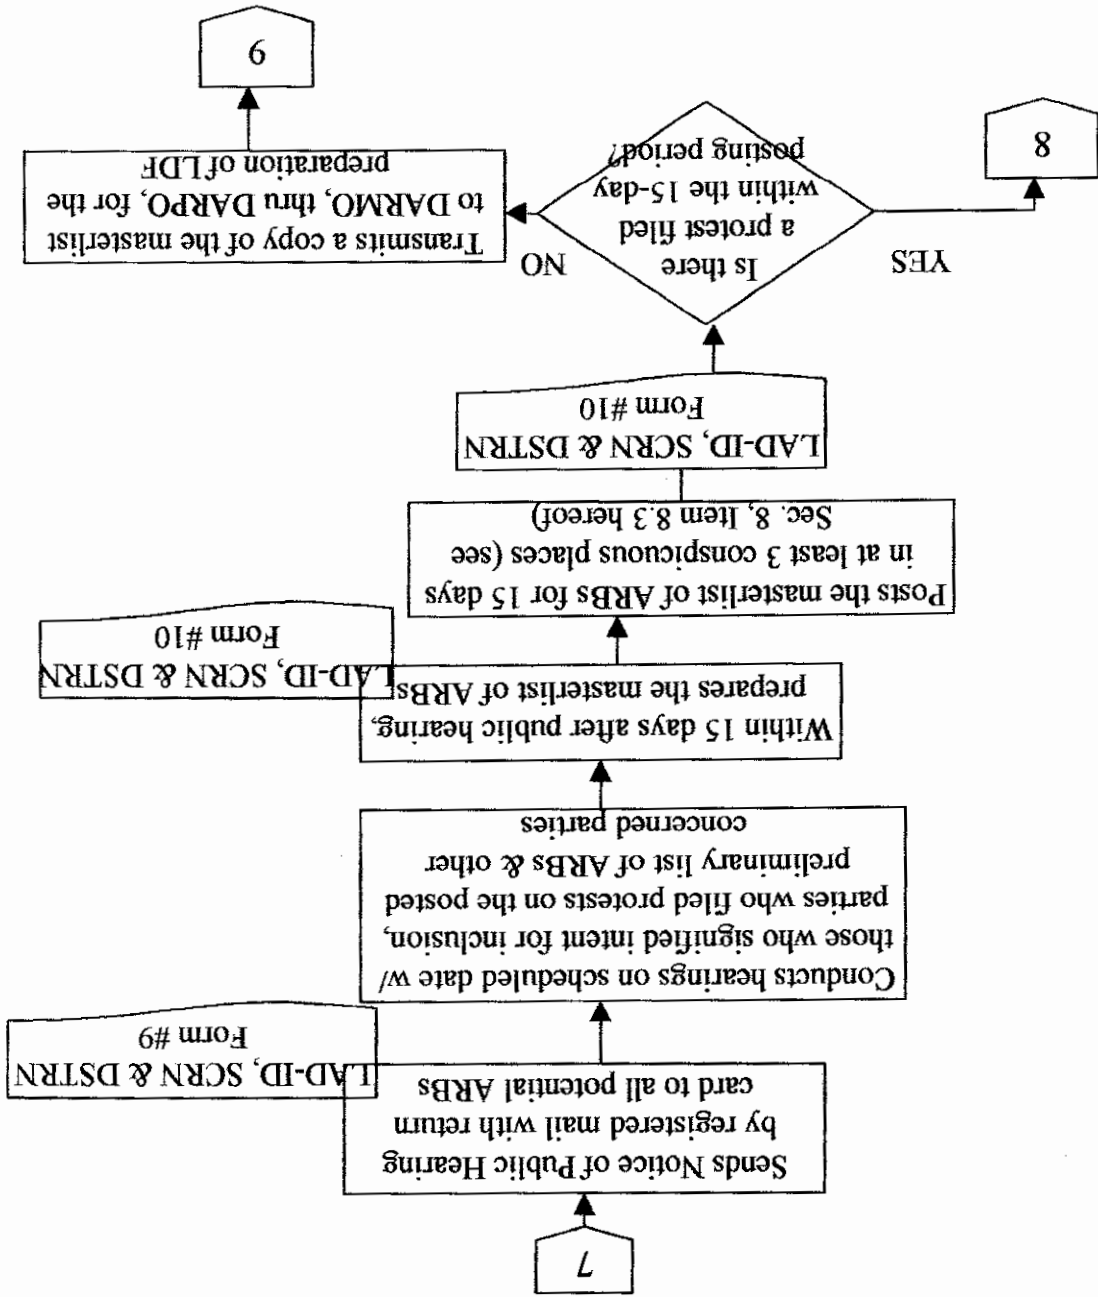 7
Sends Notice of Public Hearing
by registered mail with return
card to all potential ARBs
LAD-ID, SCRN & DSTRN
Form #9
Conducts hearings on scheduled date w/
those who signified intent for inclusion,
parties who filed protests on the posted
preliminary list of ARBs & other
concerned parties
Within 15 days after public hearing,
prepares the masterlist of ARBs
LAD-ID, SCRN & DSTRN
Form #10
Posts the masterlist of ARBs for 15 days
in at least 3 conspicuous places (see
Sec. 8, Item 8.3 hereof)
LAD-ID, SCRN & DSTRN
Form #10
Is there
a protest filed
within the 15-day
posting period?
YES
8
NO
Transmits a copy of the masterlist
to DARMO, thru DARPO, for the
preparation of LDF
9